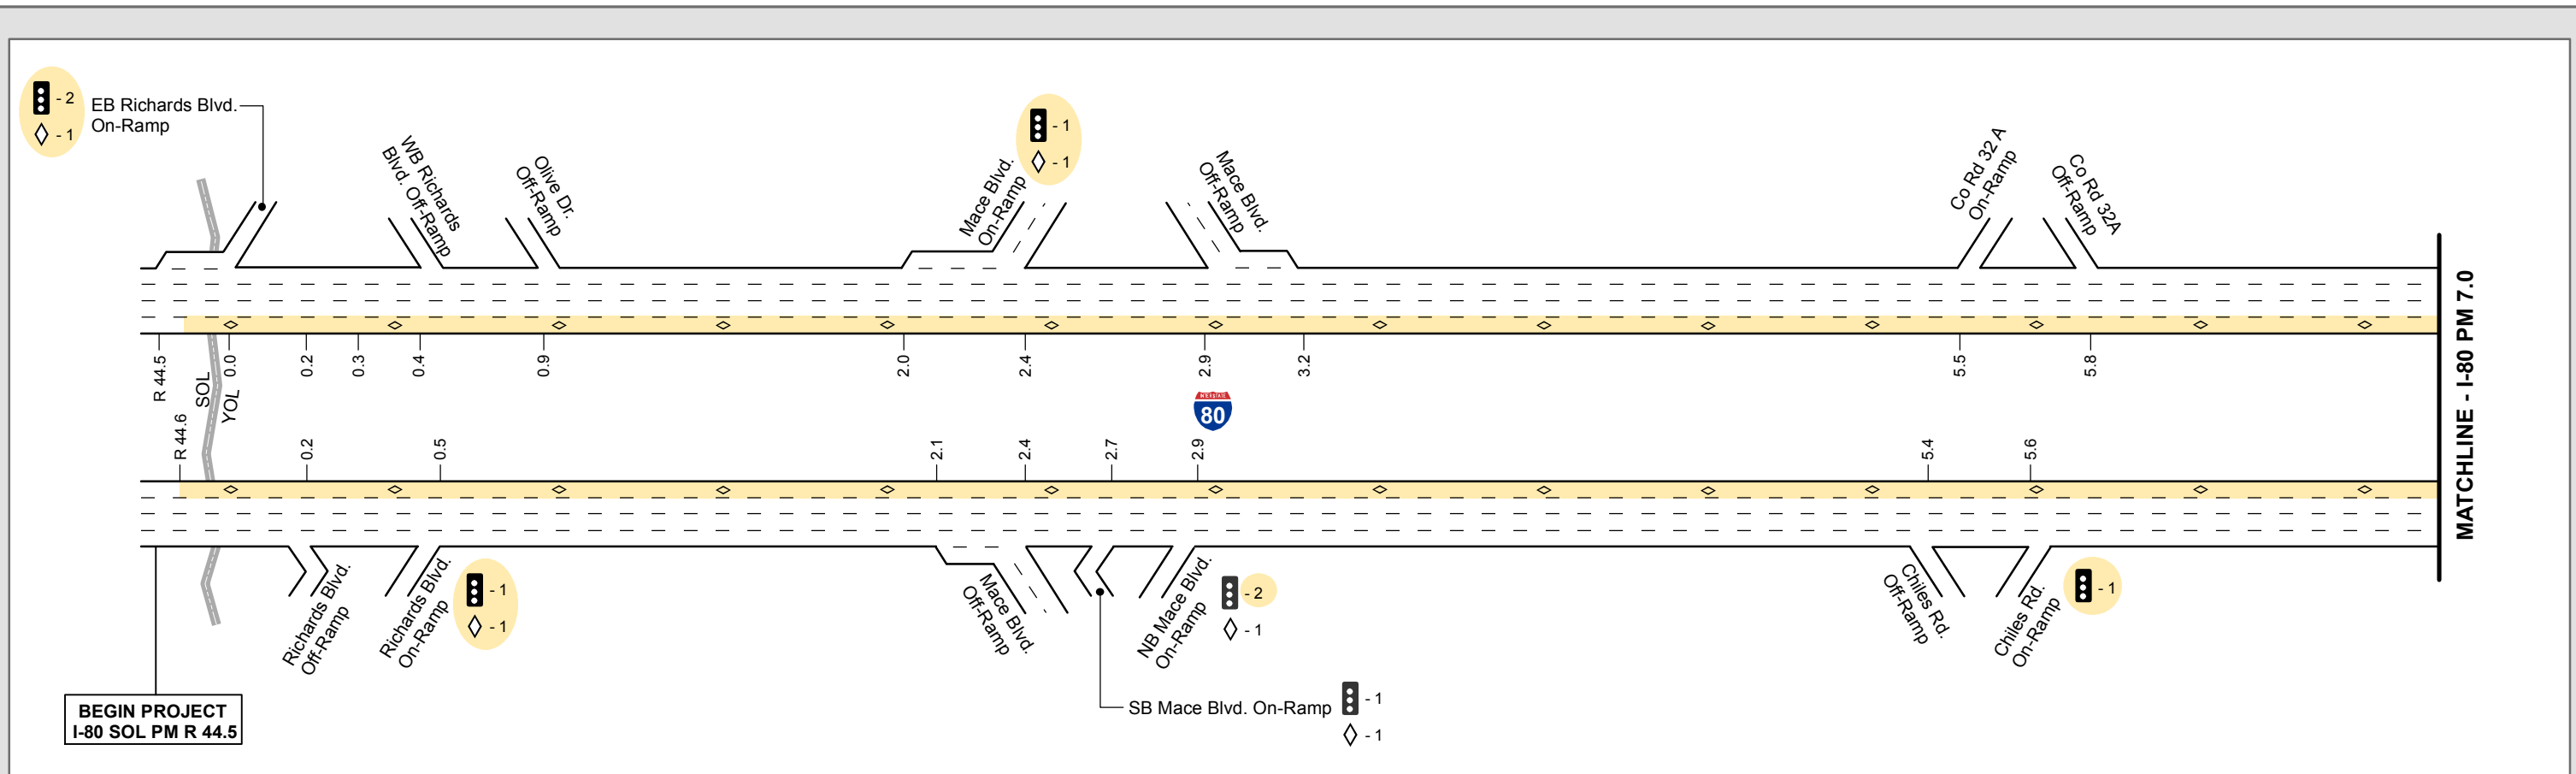 - 2
- 1
EB Richards Blvd.
On-Ramp
WB Richards
Blvd. Off-Ramp
Olive Dr.
Off-Ramp
Mace Blvd.
On-Ramp
- 1
- 1
Mace Blvd.
Off-Ramp
Co Rd 32 A
On-Ramp
Co Rd 32A
Off-Ramp
R 44.5
SOL
YOL
0.0
0.2
0.3
0.4
0.9
2.0
2.4
2.9
3.2
5.5
5.8
INTERSTATE
80
MATCHLINE - I-80 PM 7.0
R 44.6
0.2
0.5
2.1
2.4
2.7
2.9
5.4
5.6
Richards Blvd.
Off-Ramp
Richards Blvd.
On-Ramp
- 1
- 1
Mace Blvd.
Off-Ramp
NB Mace Blvd.
On-Ramp
- 2
- 1
SB Mace Blvd. On-Ramp
- 1
- 1
Chiles Rd.
Off-Ramp
Chiles Rd.
On-Ramp
- 1
BEGIN PROJECT
I-80 SOL PM R 44.5